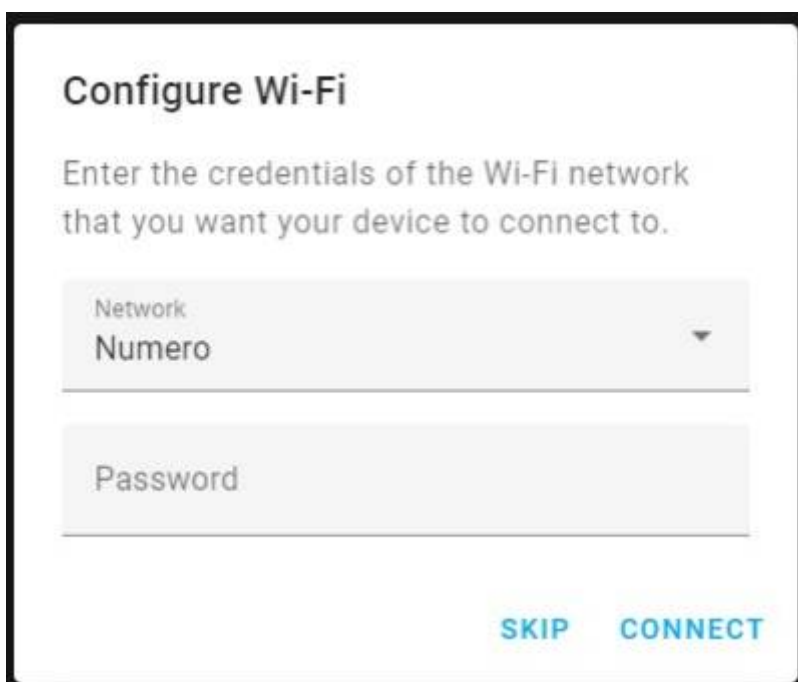 Configure Wi-Fi
Enter the credentials of the Wi-Fi network
that you want your device to connect to.
Network
Numero
Password
SKIP CONNECT